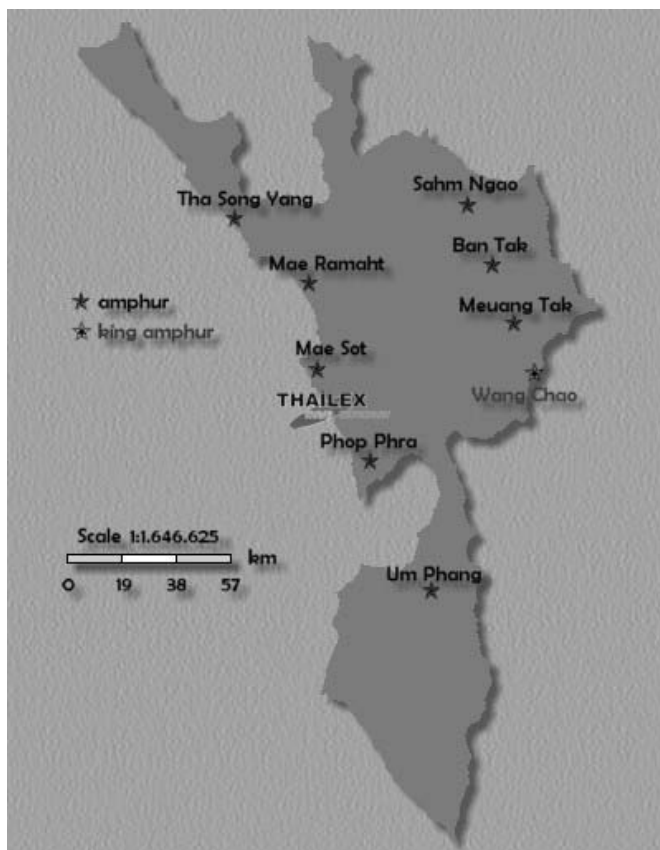 Sahm Ngao
Tha Song Yang
Ban Tak
Mae Ramaht
amphur
Meuang Tak
king amphur
Mae Sot
Wang Chao
THAILEX
Phop Phra
Scale 1:1.646.625
km
0 19 38 57
Um Phang